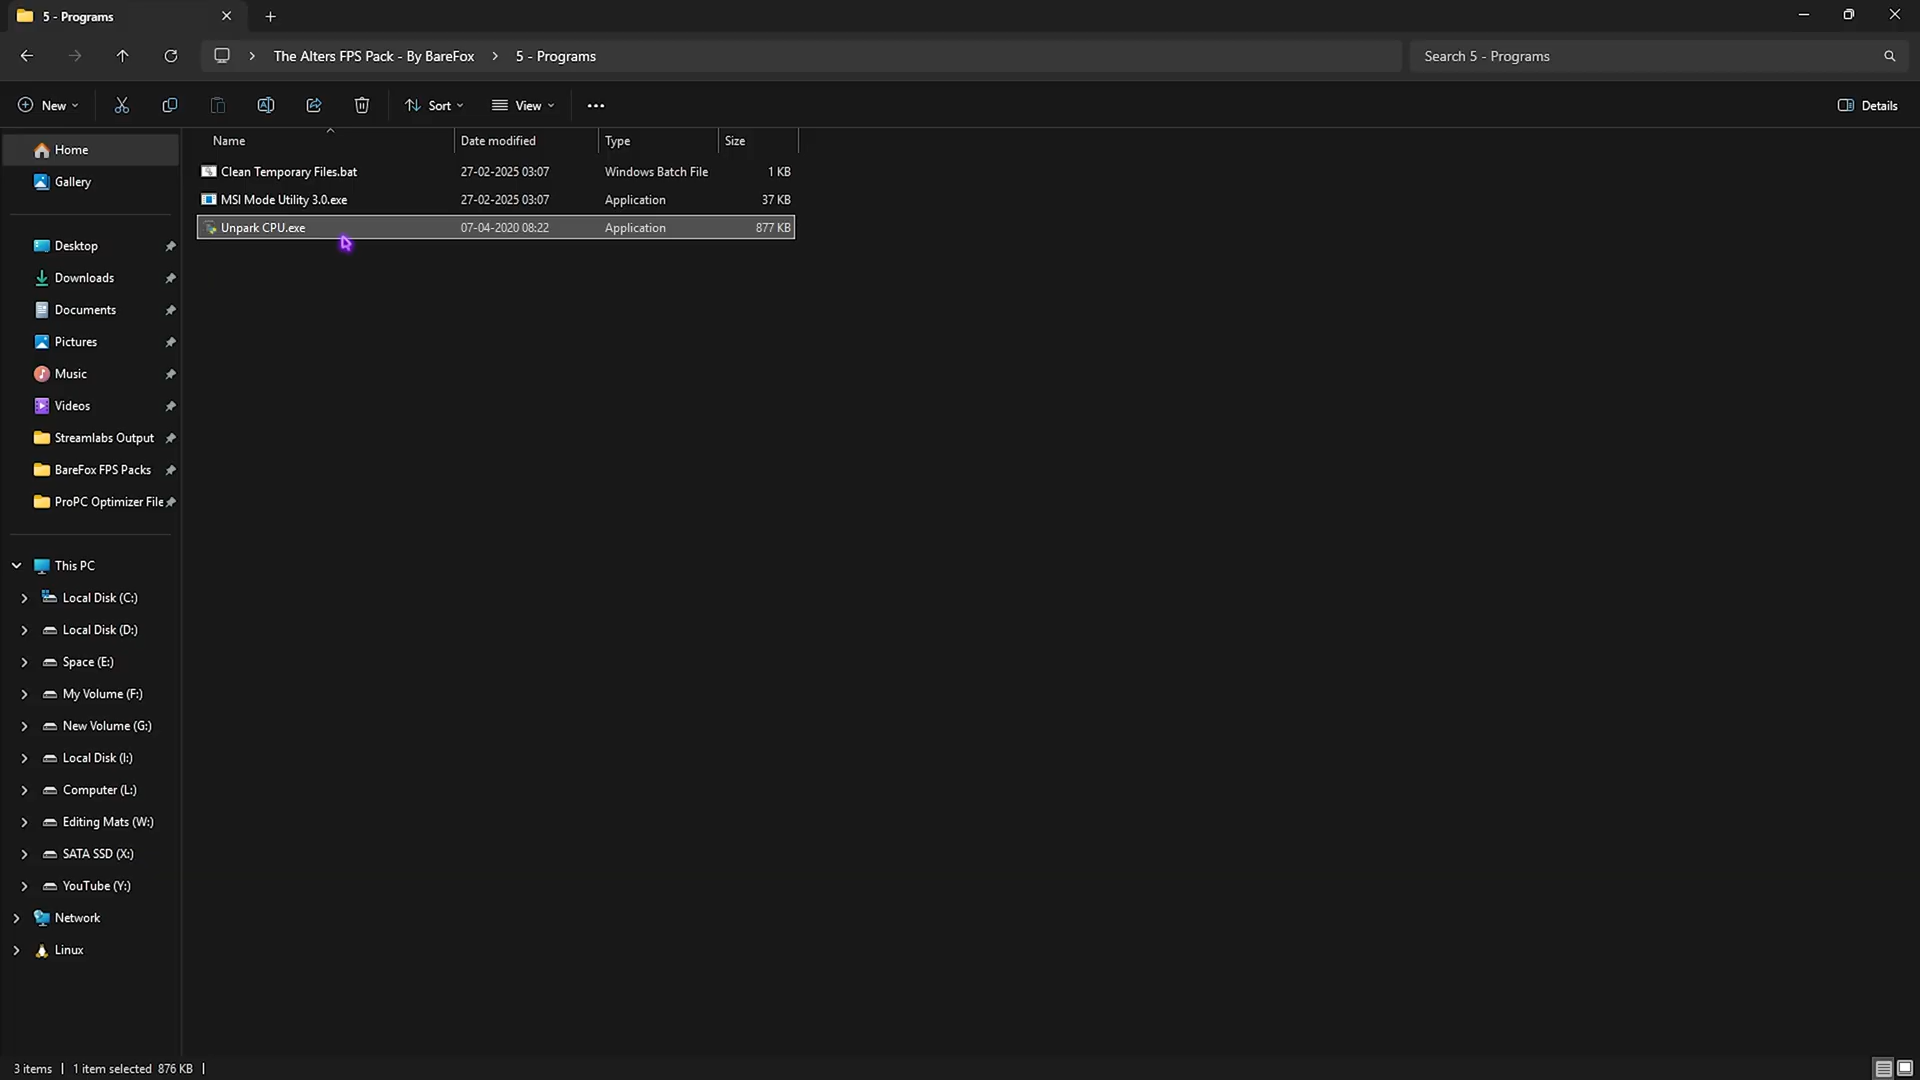 5 - Programs
The Alters FPS Pack - By BareFox > 5 - Programs
Search 5 - Programs
New
Sort
View
Details
Name Date modified Type Size
Clean Temporary Files.bat 27-02-2025 03:07 Windows Batch File 1 KB
MSI Mode Utility 3.0.exe 27-02-2025 03:07 Application 37 KB
Unpark CPU.exe 07-04-2020 08:22 Application 877 KB
Home
Gallery
Desktop
Downloads
Documents
Pictures
Music
Videos
Streamlabs Output
BareFox FPS Packs
ProPC Optimizer File
This PC
Local Disk (C:)
Local Disk (D:)
Space (E:)
My Volume (F:)
New Volume (G:)
Local Disk (I:)
Computer (L:)
Editing Mats (W:)
SATA SSD (X:)
YouTube (Y:)
Network
Linux
3 items | 1 item selected 876 KB |